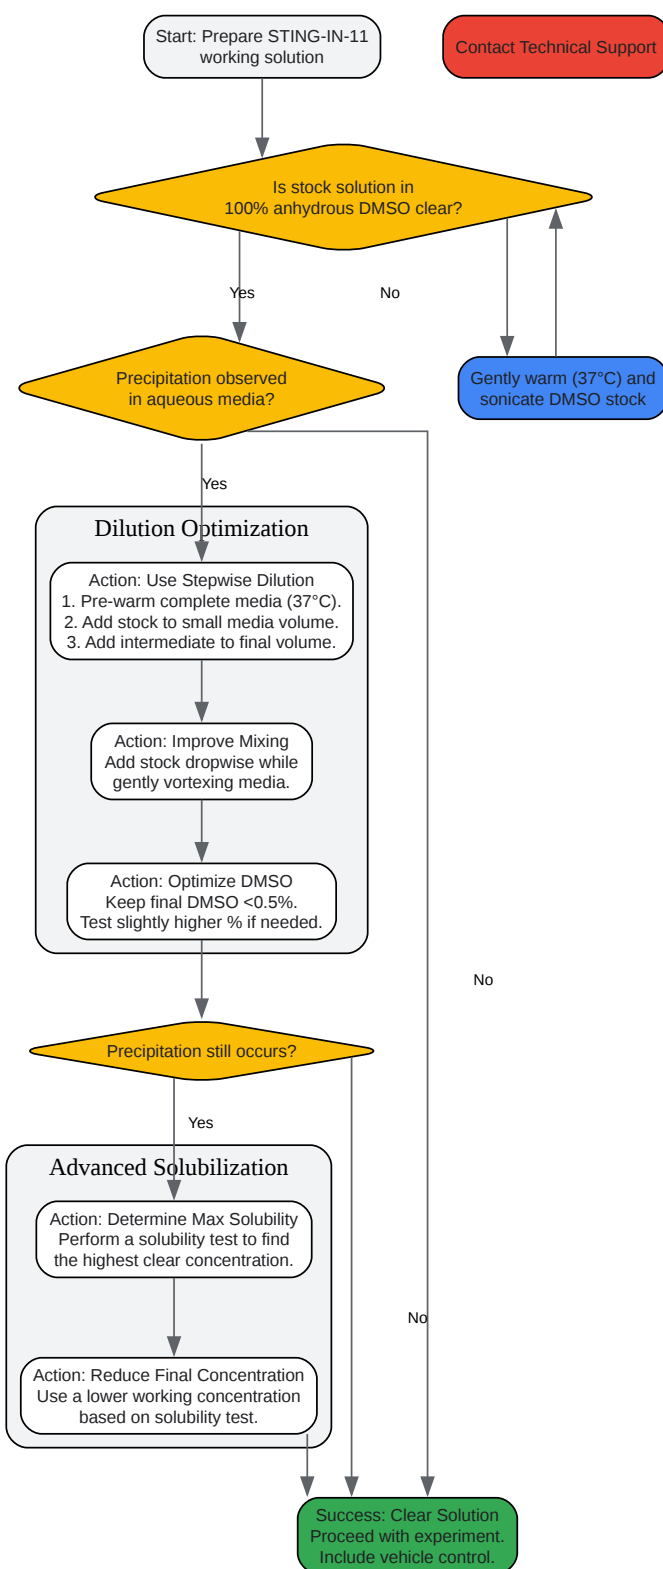 Start: Prepare STING-IN-11
working solution
Contact Technical Support
Is stock solution in
100% anhydrous DMSO clear?
Yes
No
Precipitation observed
in aqueous media?
Gently warm (37°C) and
sonicate DMSO stock
Yes
Dilution Optimization
Action: Use Stepwise Dilution
1. Pre-warm complete media (37°C).
2. Add stock to small media volume.
3. Add intermediate to final volume.
Action: Improve Mixing
Add stock dropwise while
gently vortexing media.
Action: Optimize DMSO
Keep final DMSO <0.5%.
Test slightly higher % if needed.
No
Precipitation still occurs?
Yes
Advanced Solubilization
Action: Determine Max Solubility
Perform a solubility test to find
the highest clear concentration.
No
Action: Reduce Final Concentration
Use a lower working concentration
based on solubility test.
Success: Clear Solution
Proceed with experiment.
Include vehicle control.